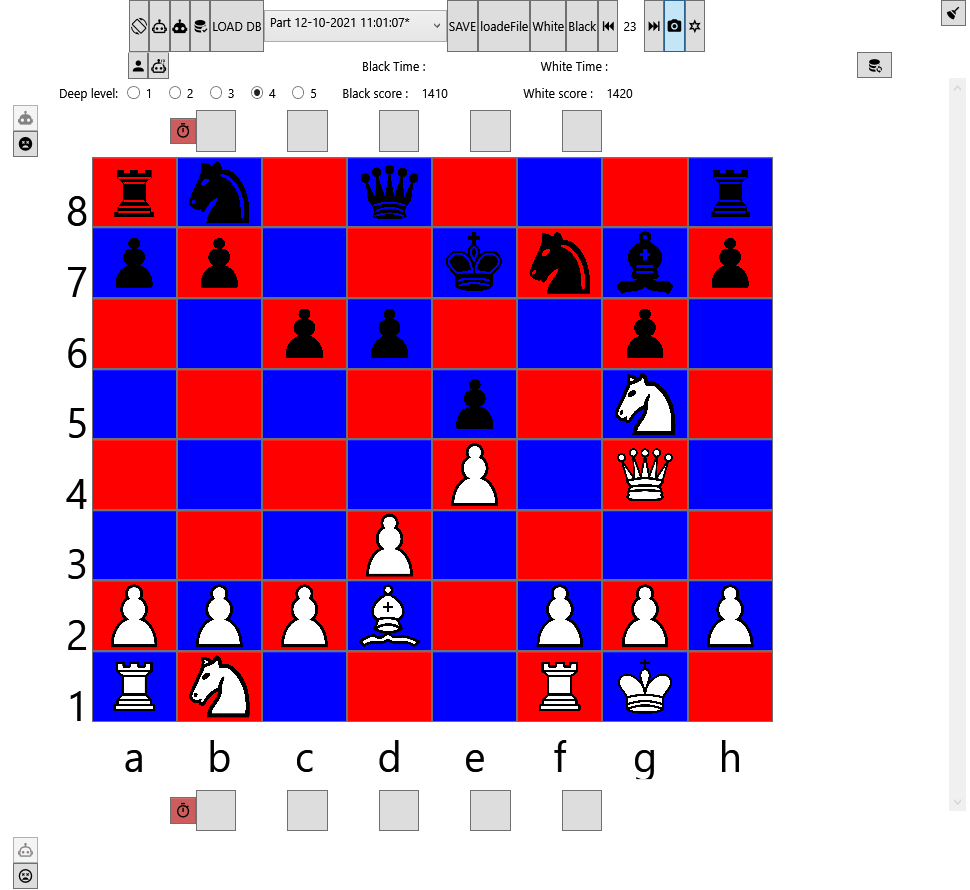 LOAD DB Part 12-10-2021 11:01:07* SAVE loadeFile White Black 23
Black Time : White Time :
Deep level: 1 2 3 4 5 Black score : 1410 White score : 1420
8
7
6
5
4
3
2
1
a b c d e f g h